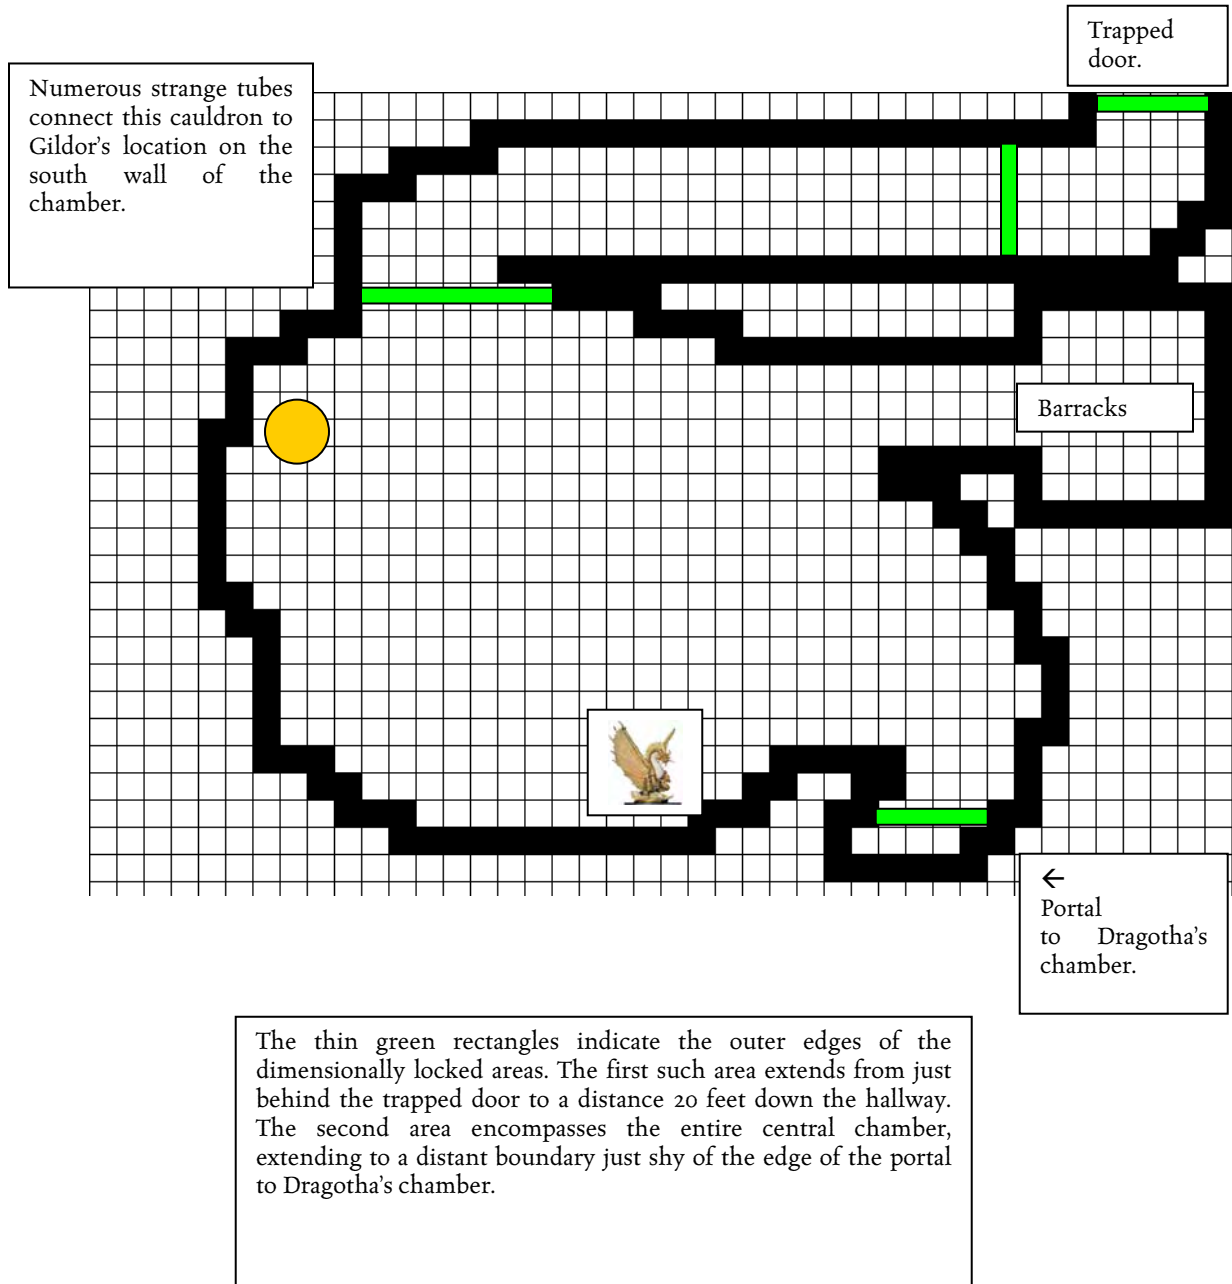 Trapped
door.
Numerous strange tubes
connect this cauldron to
Gildor's location on the
south wall of the
chamber.
Barracks
←
Portal
to Dragotha's
chamber.
The thin green rectangles indicate the outer edges of the
dimensionally locked areas. The first such area extends from just
behind the trapped door to a distance 20 feet down the hallway.
The second area encompasses the entire central chamber,
extending to a distant boundary just shy of the edge of the portal
to Dragotha's chamber.